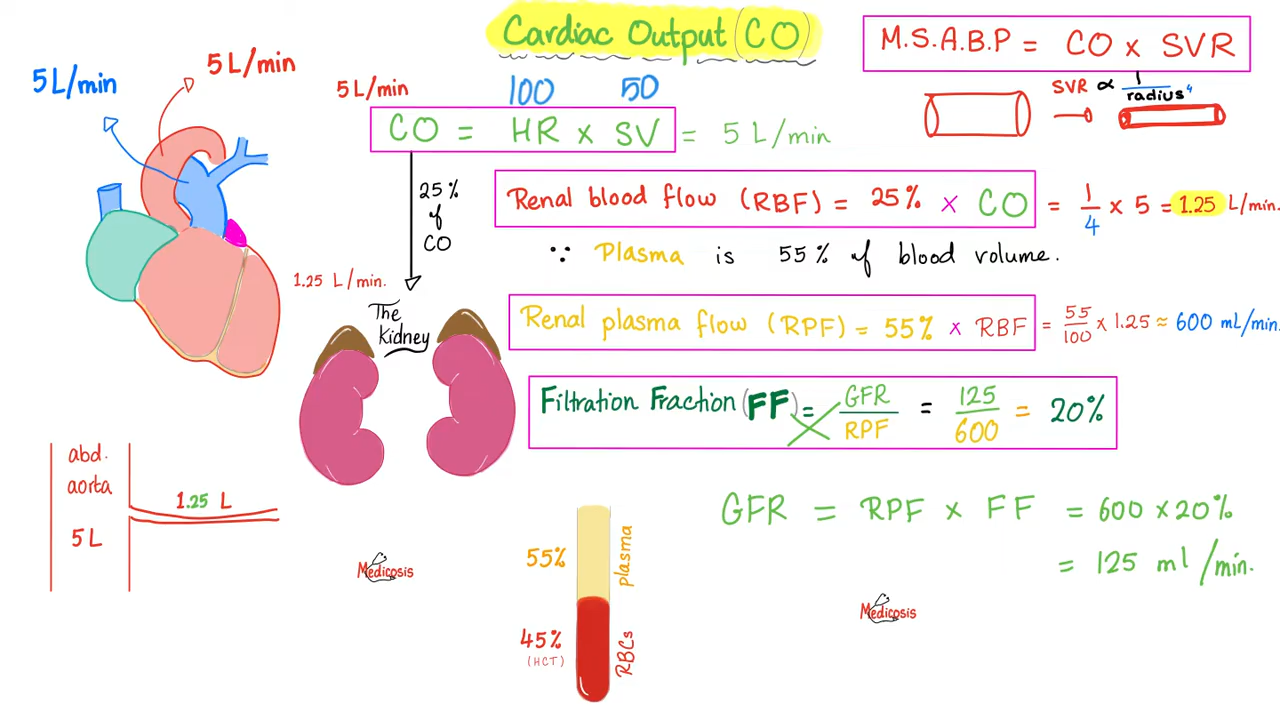 Cardiac Output (CO)
M.S.A.B.P = CO x SVR
SVR ∝ 1/radius⁴
5 L/min
5 L/min
5 L/min
100 50
CO = HR x SV = 5 L/min
25%
of
CO
Renal blood flow (RBF) = 25% x CO = 1/4 x 5 = 1.25 L/min.
∵ Plasma is 55% of blood volume.
1.25 L/min.
The
Kidney
Renal plasma flow (RPF) = 55% x RBF = 55/100 x 1.25 ≈ 600 mL/min.
Filtration Fraction (FF) = GFR/RPF = 125/600 = 20%
abd.
aorta
5 L
1.25 L
GFR = RPF x FF = 600 x 20%
= 125 ml/min.
55%
plasma
45%
(HCT)
RBCs
Medicosis
Medicosis